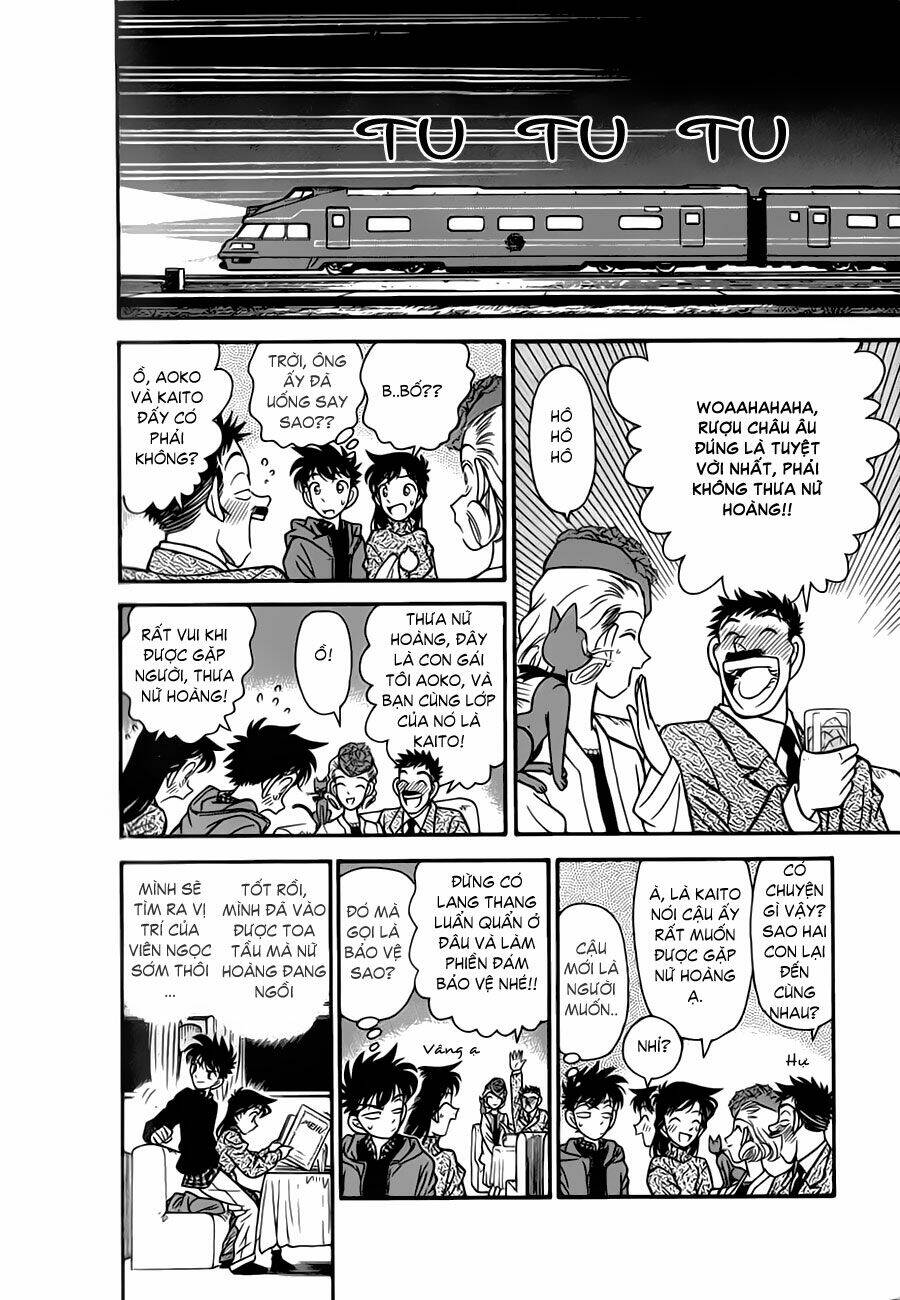 TU TU TU
WOAAHAHAHA,
RƯỢU CHÂU ÂU
ĐÚNG LÀ TUYỆT
VỜI NHẤT, PHẢI
KHÔNG THƯA NỮ
HOÀNG!!
HÔ
HÔ
HÔ
B..BỐ??
TRỜI, ÔNG
ẤY ĐÃ
UỐNG SAY
SAO??
Ồ, AOKO
VÀ KAITO
ĐẤY CÓ
PHẢI
KHÔNG?
THƯA NỮ
HOÀNG, ĐÂY
LÀ CON GÁI
TÔI AOKO, VÀ
BẠN CÙNG LỚP
CỦA NÓ LÀ
KAITO!
Ồ!
RẤT VUI KHI
ĐƯỢC GẶP
NGƯỜI, THƯA
NỮ HOÀNG!
CÓ
CHUYỆN
GÌ VẬY?
SAO HAI
CON LẠI
ĐẾN
CÙNG
NHAU?
Hư
À, LÀ KAITO
NÓI CẬU ẤY
RẤT MUỐN
ĐƯỢC GẶP
NỮ HOÀNG
Ạ.
NHỈ?
CẬU
MỚI LÀ
NGƯỜI
MUỐN..
ĐỪNG CÓ
LANG THANG
LUẨN QUẨN Ở
ĐÂU VÀ LÀM
PHIỀN ĐÁM
BẢO VỆ NHÉ!!
Vâng ạ
ĐÓ MÀ
GỌI LÀ
BẢO VỆ
SAO?
TỐT RỒI,
MÌNH ĐÃ VÀO
ĐƯỢC TOA
TẦU MÀ NỮ
HOÀNG ĐANG
NGỒI
MÌNH SẼ
TÌM RA VỊ
TRÍ CỦA
VIÊN NGỌC
SỚM THÔI
...
MENU